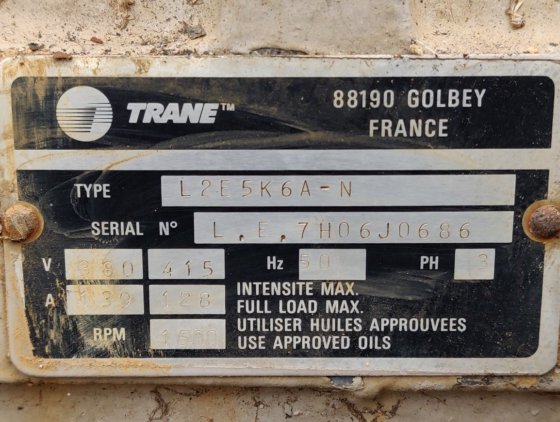 TRANE™
88190 GOLBEY
FRANCE
TYPE L2E5K6A-N
SERIAL N° L.E.7H06J0686
V 380 415 Hz 50 PH 3
A 139 128 INTENSITE MAX.
FULL LOAD MAX.
RPM UTILISER HUILES APPROUVEES
USE APPROVED OILS